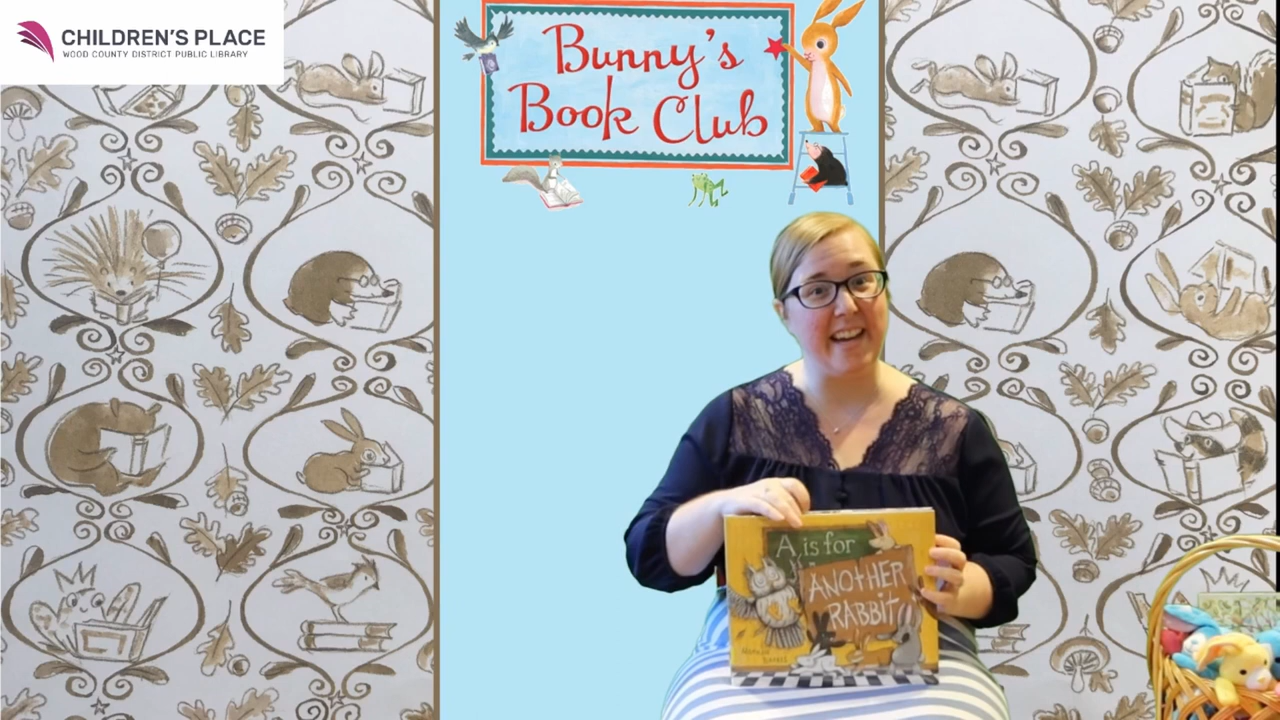 CHILDREN'S PLACE
WOOD COUNTY DISTRICT PUBLIC LIBRARY
Bunny's
Book Club
A is for
ANOTHER
RABBIT